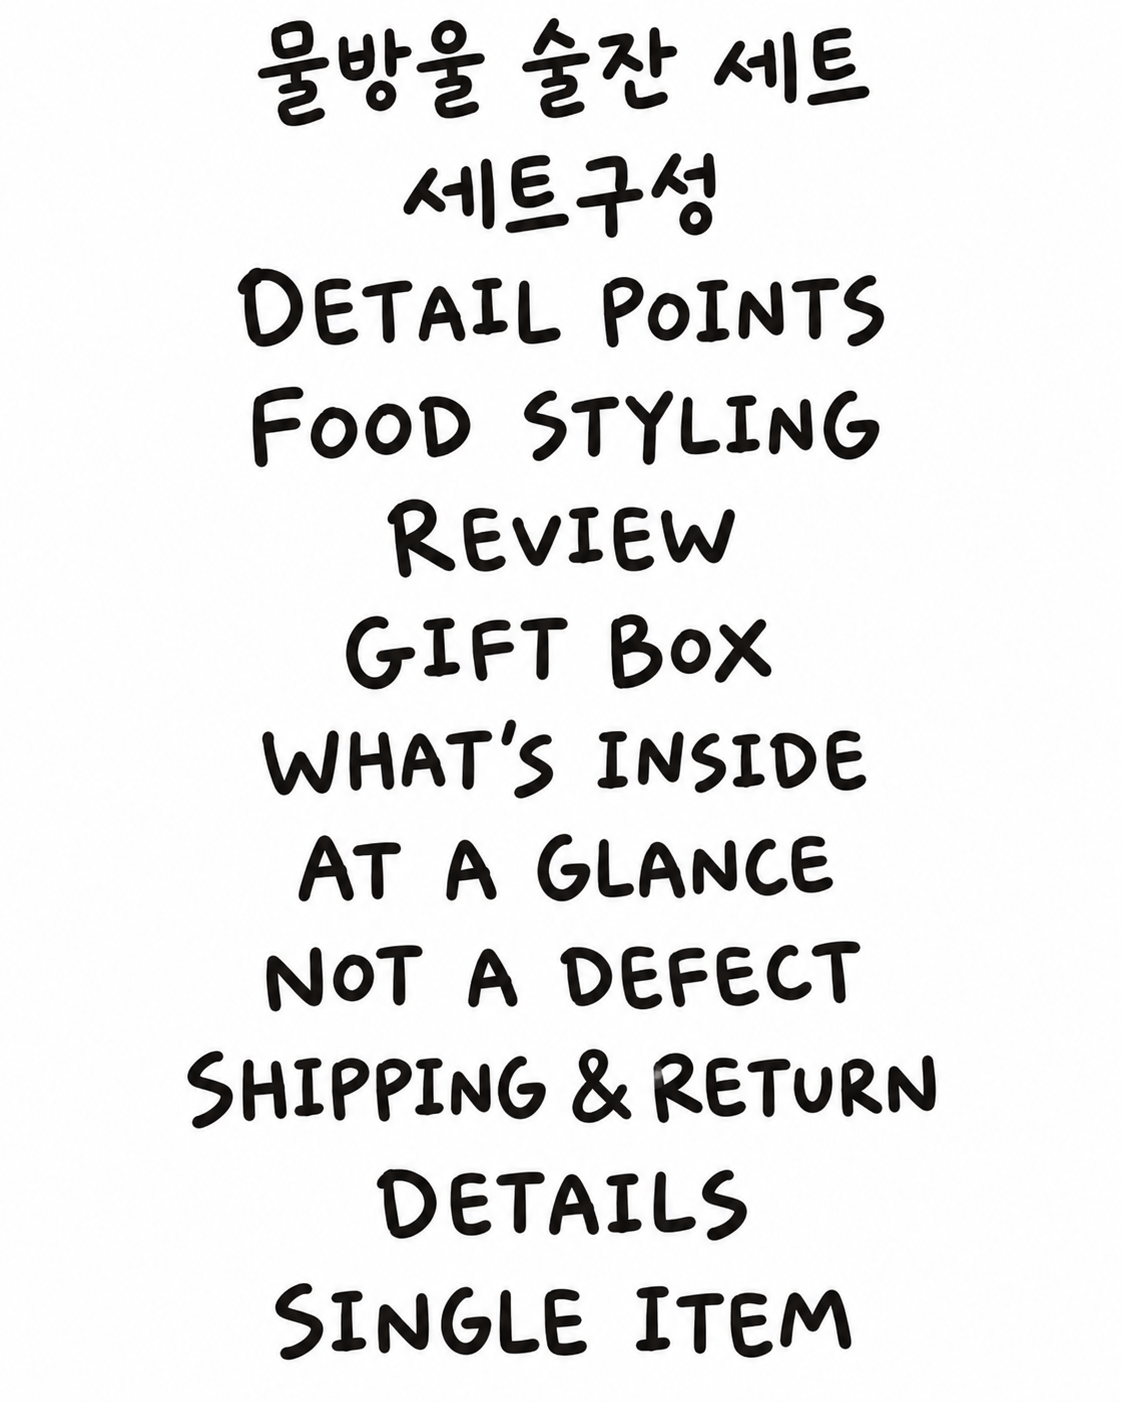 물방울 술잔 세트
세트구성
DETAIL POINTS
FOOD STYLING
REVIEW
GIFT BOX
WHAT'S INSIDE
AT A GLANCE
NOT A DEFECT
SHIPPING & RETURN
DETAILS
SINGLE ITEM